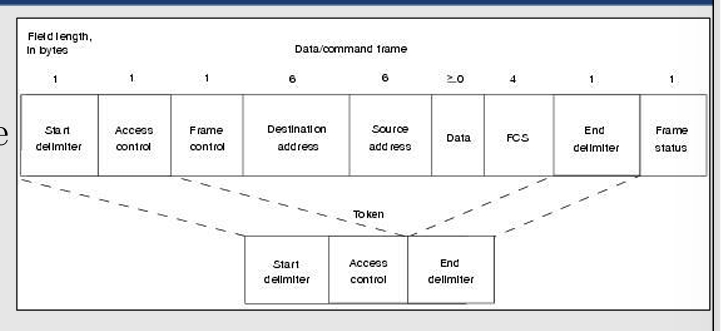 Field length,
in bytes
Data/command frame
1 1 1 6 6 ≥0 4 1 1
e
Start
delimiter
Access
control
Frame
control
Destination
address
Source
address
Data
FCS
End
delimiter
Frame
status
Token
Start
delimiter
Access
control
End
delimiter